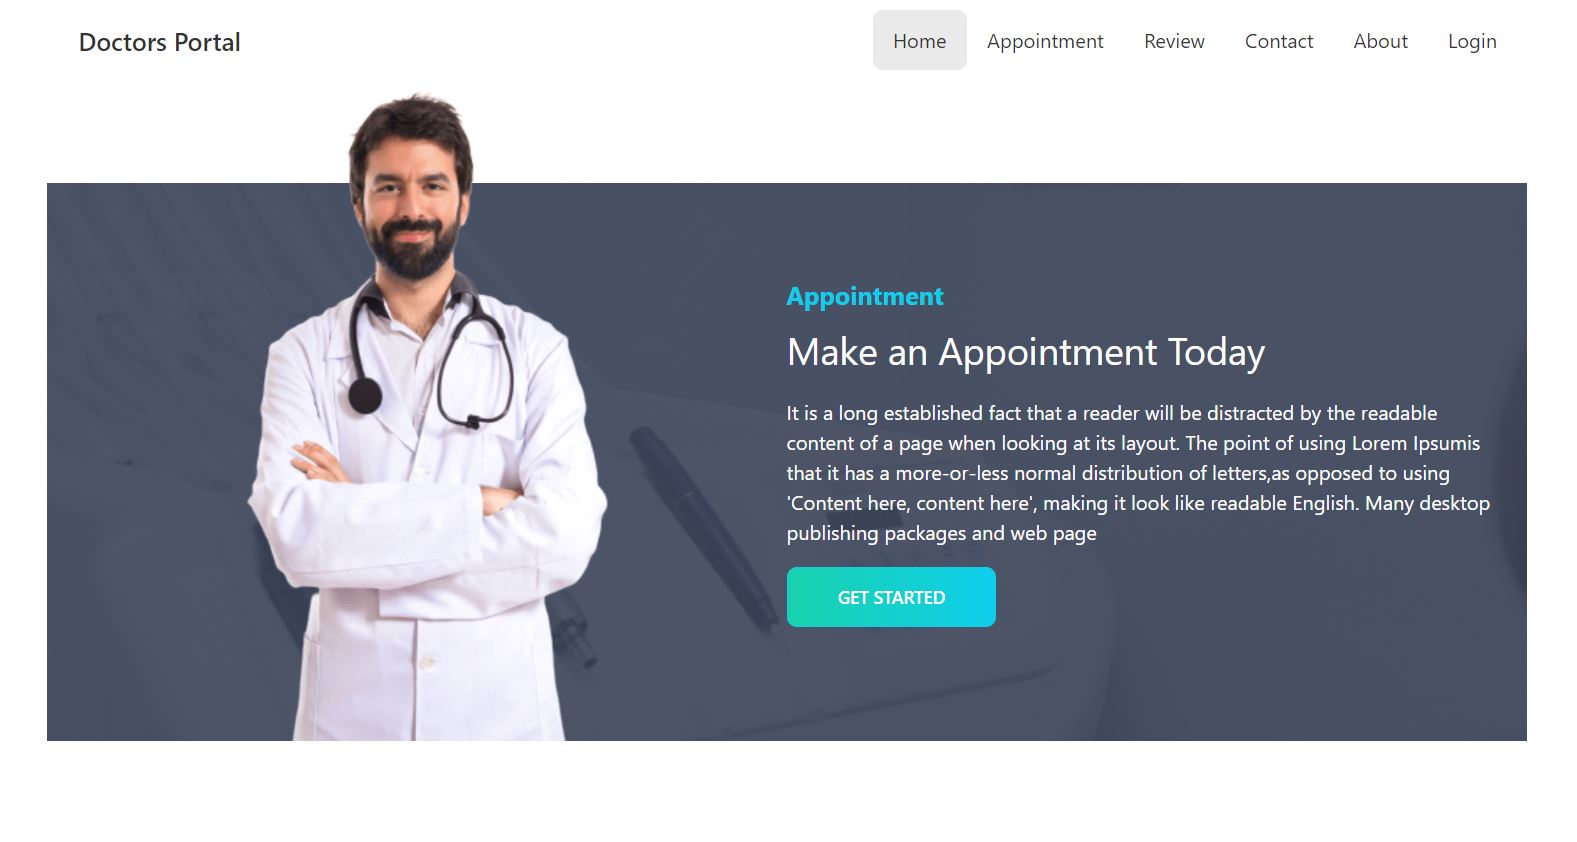 Doctors Portal
Home Appointment Review Contact About Login
Appointment
Make an Appointment Today
It is a long established fact that a reader will be distracted by the readable
content of a page when looking at its layout. The point of using Lorem Ipsumis
that it has a more-or-less normal distribution of letters,as opposed to using
'Content here, content here', making it look like readable English. Many desktop
publishing packages and web page
GET STARTED